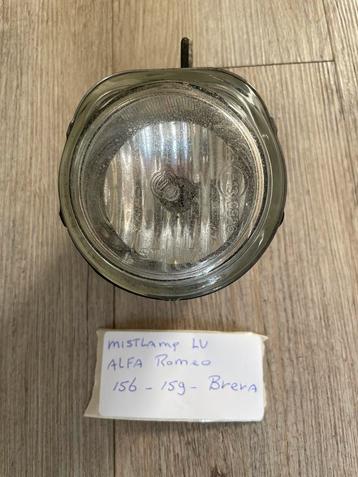 MISTLAMP LV
ALFA Romeo
156 - 159 - Brera